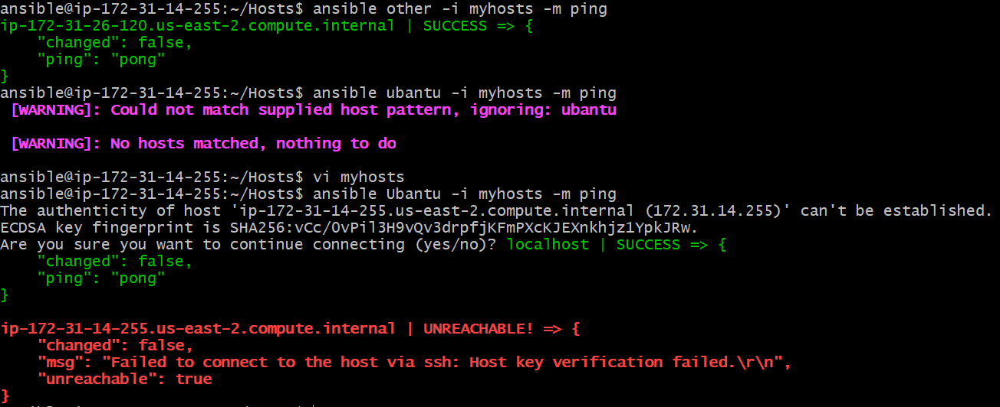 ansible@ip-172-31-14-255:~/Hosts$ ansible other -i myhosts -m ping
ip-172-31-26-120.us-east-2.compute.internal | SUCCESS => {
    "changed": false,
    "ping": "pong"
}
ansible@ip-172-31-14-255:~/Hosts$ ansible ubantu -i myhosts -m ping
 [WARNING]: Could not match supplied host pattern, ignoring: ubantu

 [WARNING]: No hosts matched, nothing to do

ansible@ip-172-31-14-255:~/Hosts$ vi myhosts
ansible@ip-172-31-14-255:~/Hosts$ ansible Ubantu -i myhosts -m ping
The authenticity of host 'ip-172-31-14-255.us-east-2.compute.internal (172.31.14.255)' can't be established.
ECDSA key fingerprint is SHA256:vCc/OvPil3H9vQv3drpfjKFmPXcKJEXnkhjz1YpkJRw.
Are you sure you want to continue connecting (yes/no)? localhost | SUCCESS => {
    "changed": false,
    "ping": "pong"
}

ip-172-31-14-255.us-east-2.compute.internal | UNREACHABLE! => {
    "changed": false,
    "msg": "Failed to connect to the host via ssh: Host key verification failed.\r\n",
    "unreachable": true
}